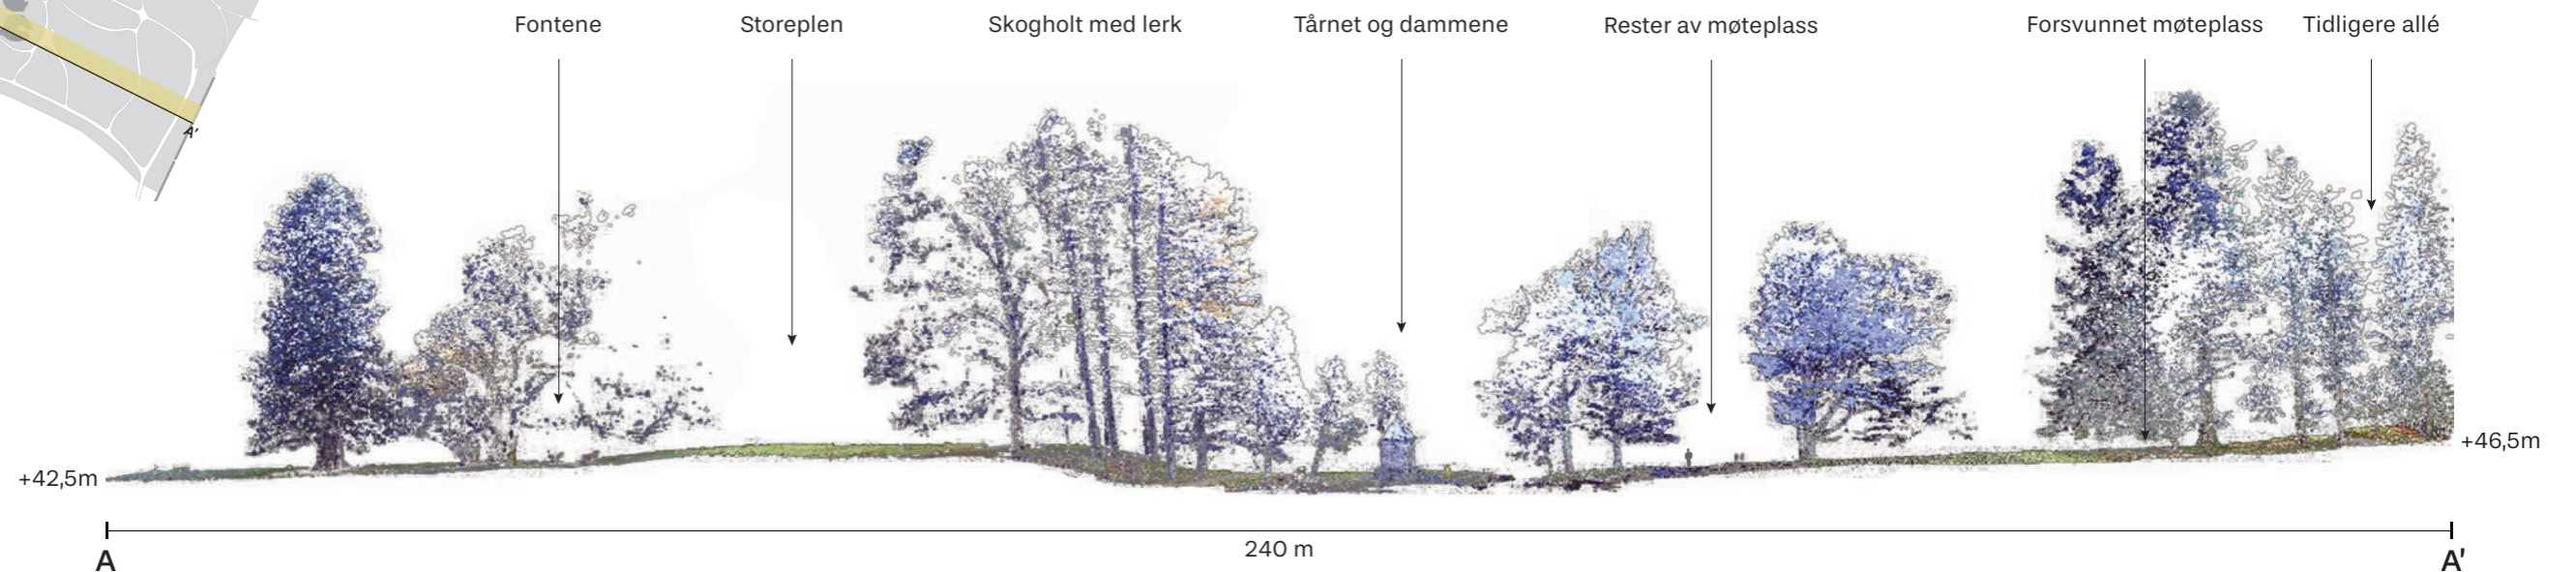 Fontene
Storeplen
Skogholt med lerk
Tårnet og dammene
Rester av møteplass
Forsvunnet møteplass
Tidligere allé
A'
+42,5m
+46,5m
A
240 m
A'